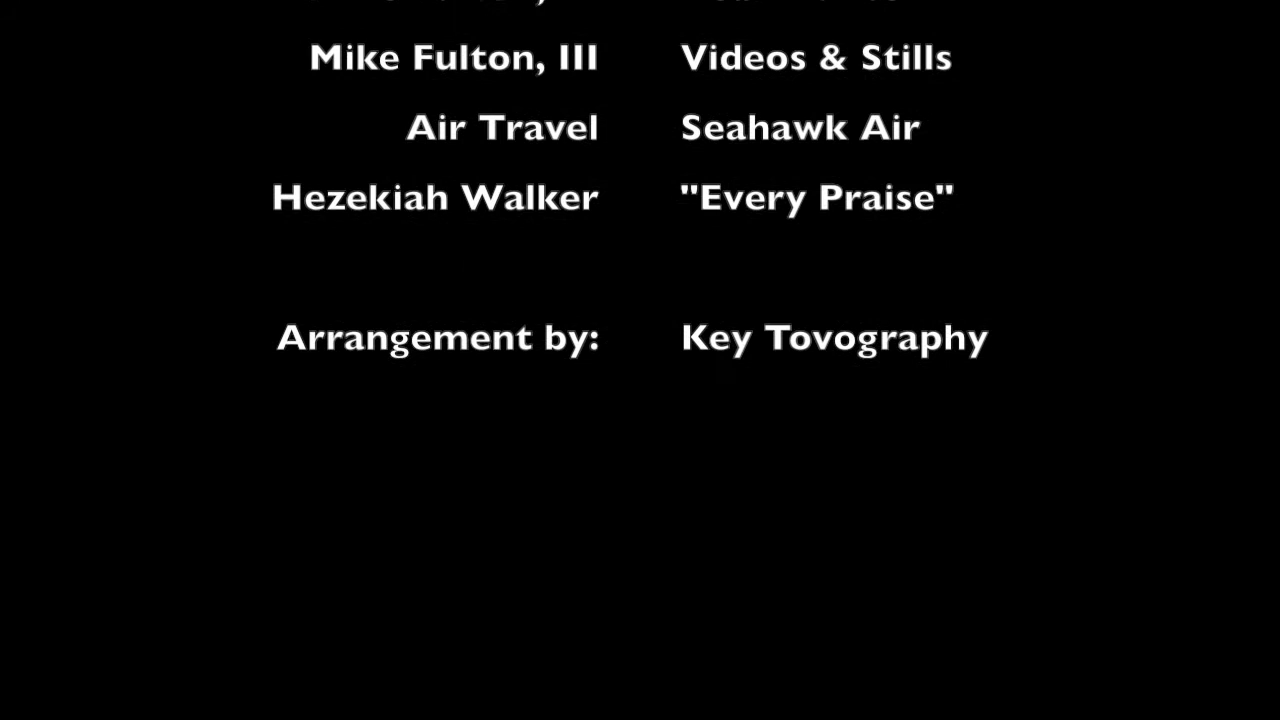 Mike Fulton, III Videos & Stills
Air Travel Seahawk Air
Hezekiah Walker "Every Praise"
Arrangement by: Key Tovography